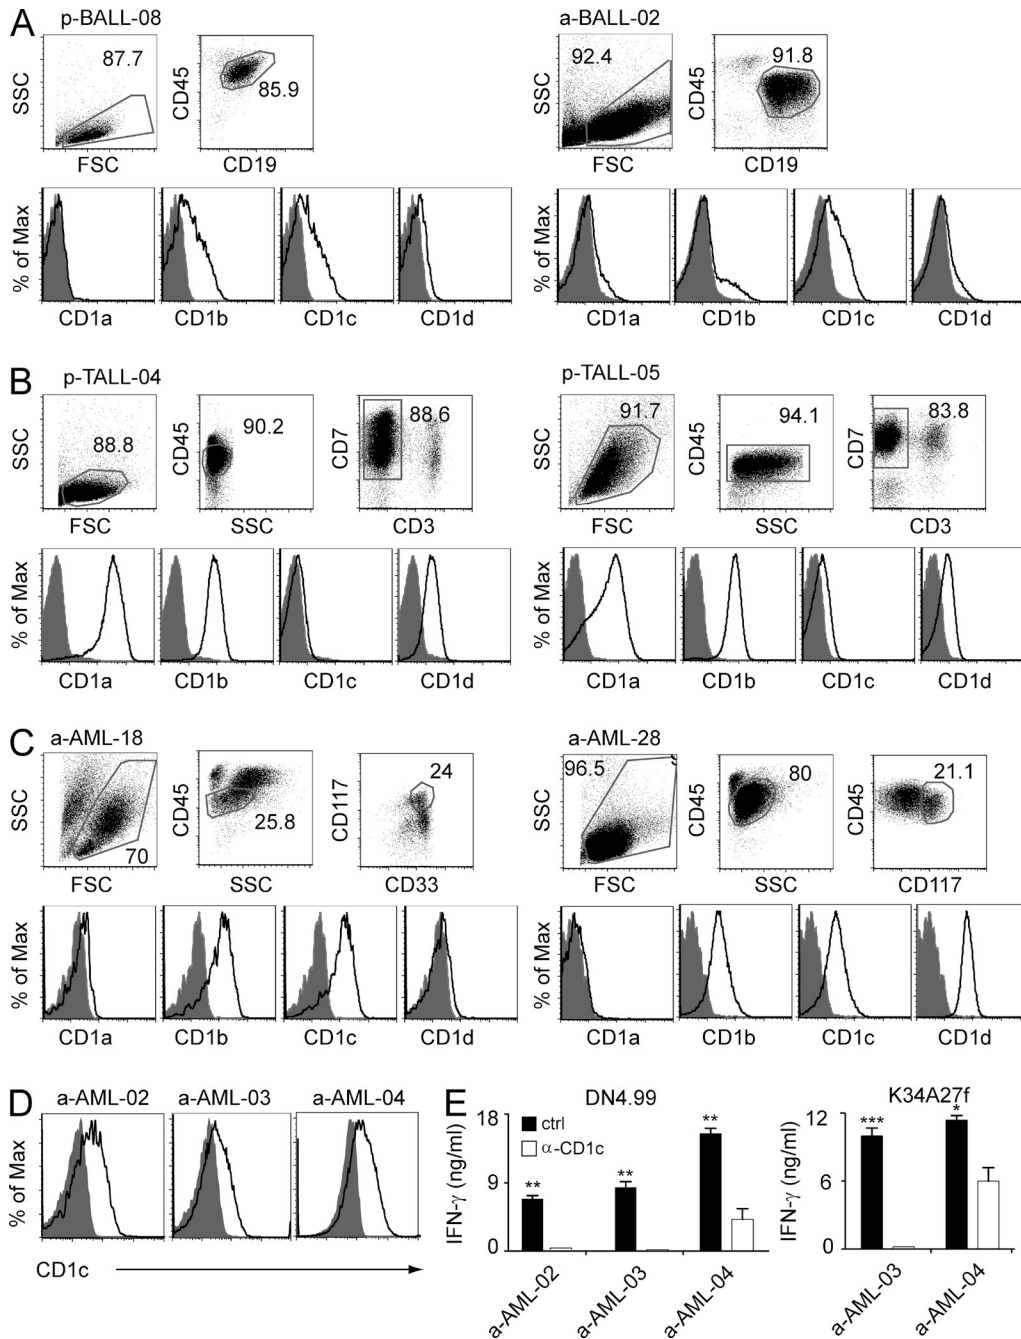 A
p-BALL-08
a-BALL-02
87.7
85.9
92.4
91.8
SSC
CD45
SSC
CD45
FSC
CD19
FSC
CD19
% of Max
% of Max
CD1a
CD1b
CD1c
CD1d
CD1a
CD1b
CD1c
CD1d
B
p-TALL-04
p-TALL-05
88.8
90.2
88.6
91.7
94.1
83.8
SSC
CD45
CD7
SSC
CD45
CD7
FSC
SSC
CD3
FSC
SSC
CD3
% of Max
% of Max
CD1a
CD1b
CD1c
CD1d
CD1a
CD1b
CD1c
CD1d
C
a-AML-18
a-AML-28
70
25.8
24
96.5
80
21.1
SSC
CD45
CD117
SSC
CD45
CD45
FSC
SSC
CD33
FSC
SSC
CD117
% of Max
% of Max
CD1a
CD1b
CD1c
CD1d
CD1a
CD1b
CD1c
CD1d
D
a-AML-02
a-AML-03
a-AML-04
% of Max
CD1c
E
DN4.99
K34A27f
ctrl
α-CD1c
IFN-γ (ng/ml)
18
9
0
**
**
**
a-AML-02
a-AML-03
a-AML-04
IFN-γ (ng/ml)
12
6
0
***
*
a-AML-03
a-AML-04